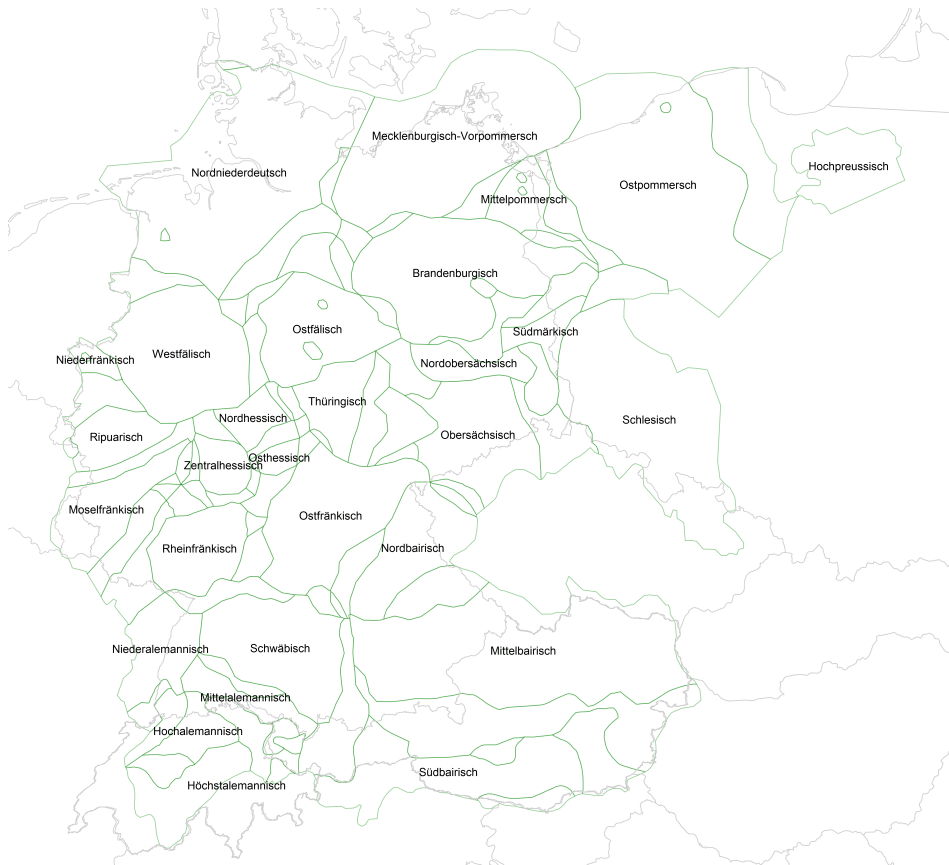 Mecklenburgisch-Vorpommersch
Hochpreussisch
Nordniederdeutsch
Ostpommersch
Mittelpommersch
Brandenburgisch
Ostfälisch
Südmärkisch
Westfälisch
Niederfränkisch
Nordobersächsisch
Thüringisch
Nordhessisch
Schlesisch
Ripuarisch
Obersächsisch
Osthessisch
Zentralhessisch
Moselfränkisch
Ostfränkisch
Rheinfränkisch
Nordbairisch
Niederalemannisch
Schwäbisch
Mittelbairisch
Mittelalemannisch
Hochalemannisch
Südbairisch
Höchstalemannisch